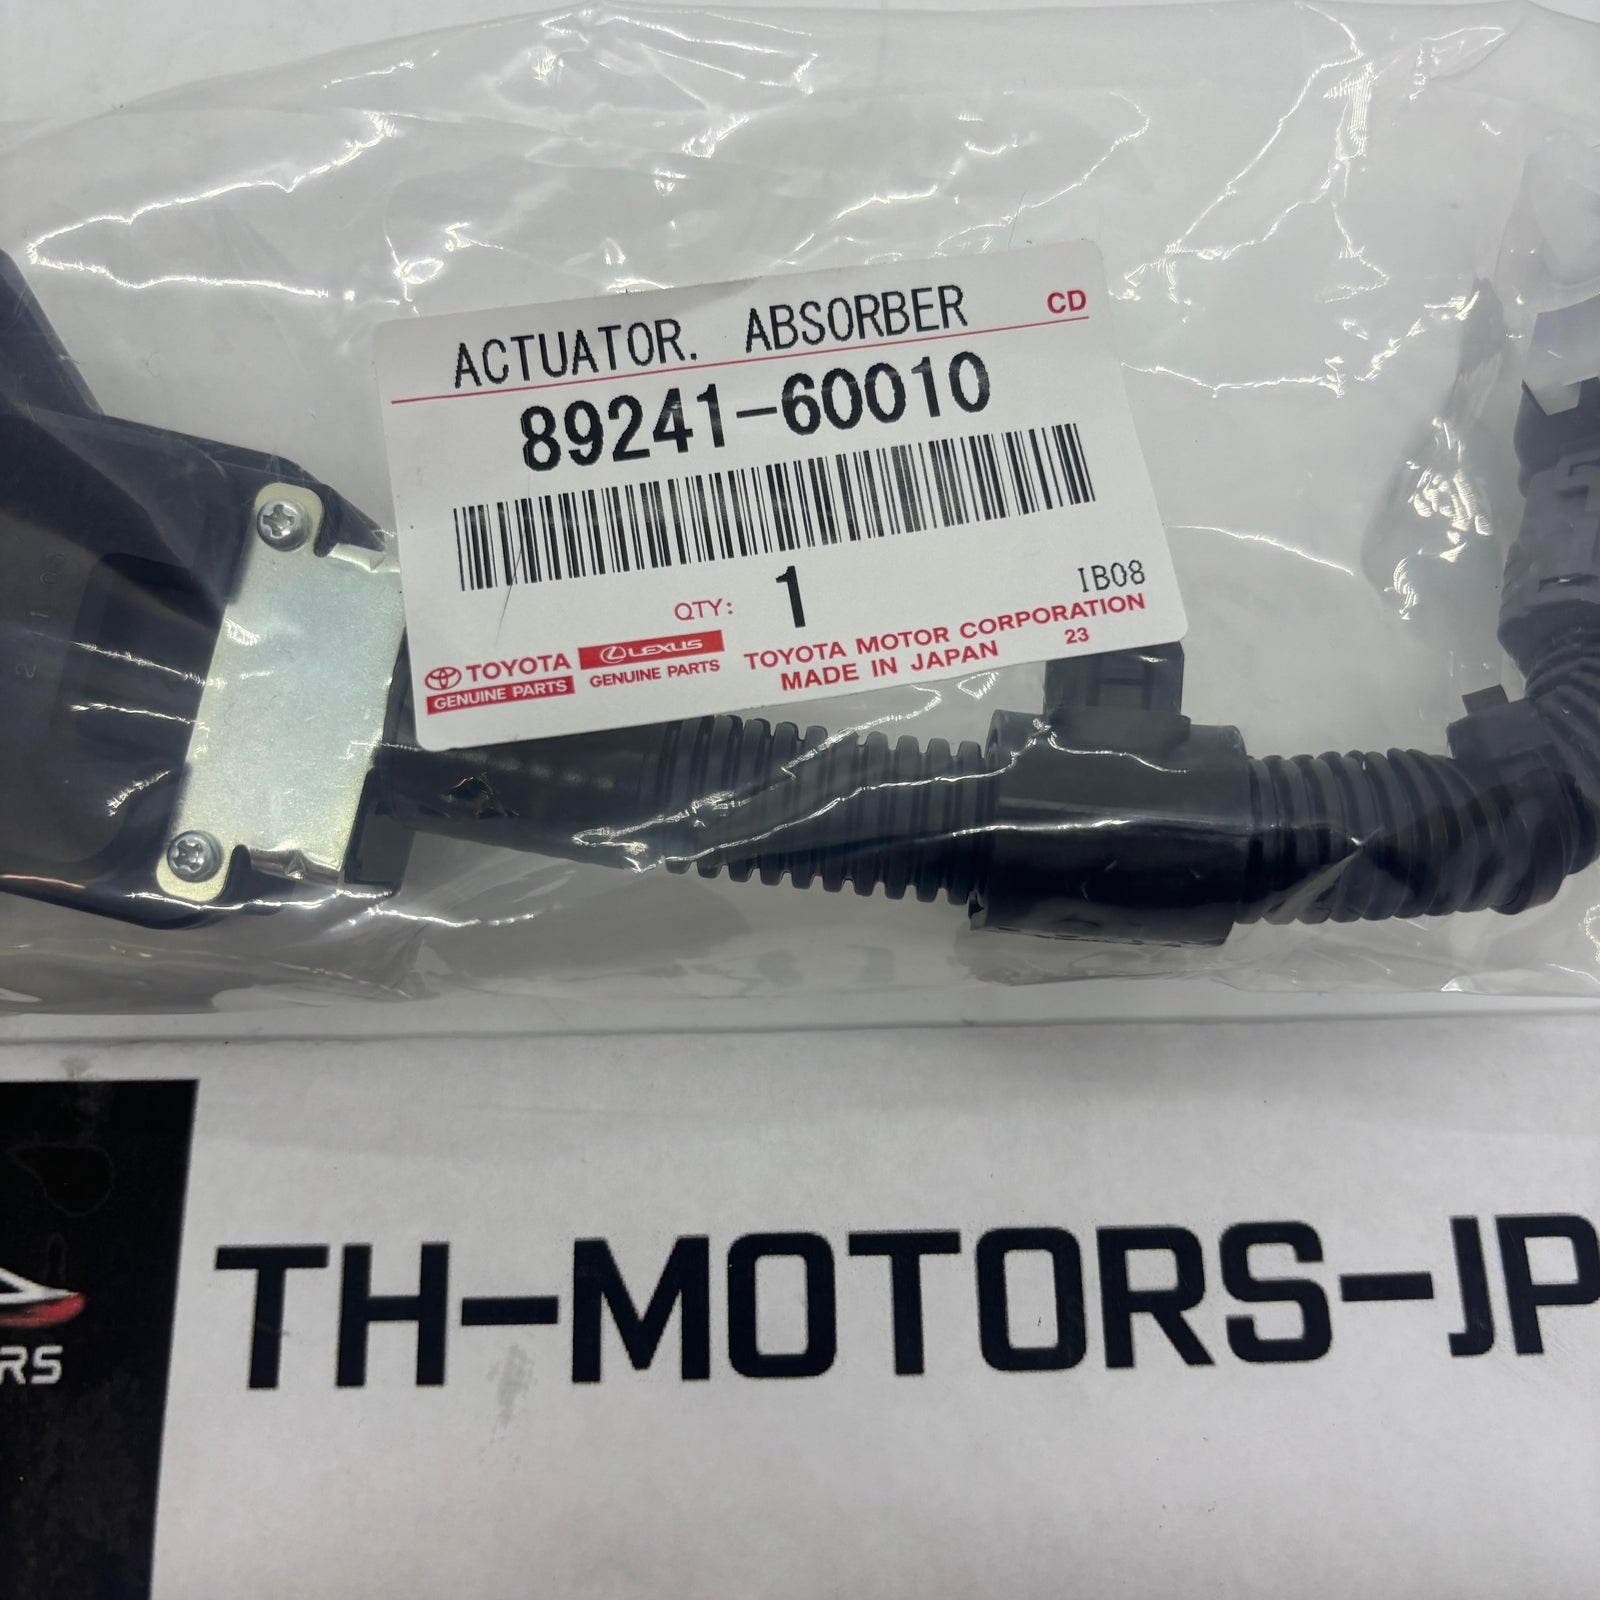 ACTUATOR. ABSORBER CD
89241-60010
QTY: 1 IB08
TOYOTA LEXUS TOYOTA MOTOR CORPORATION
GENUINE PARTS GENUINE PARTS MADE IN JAPAN 23
H
TH-MOTORS-JP
RS